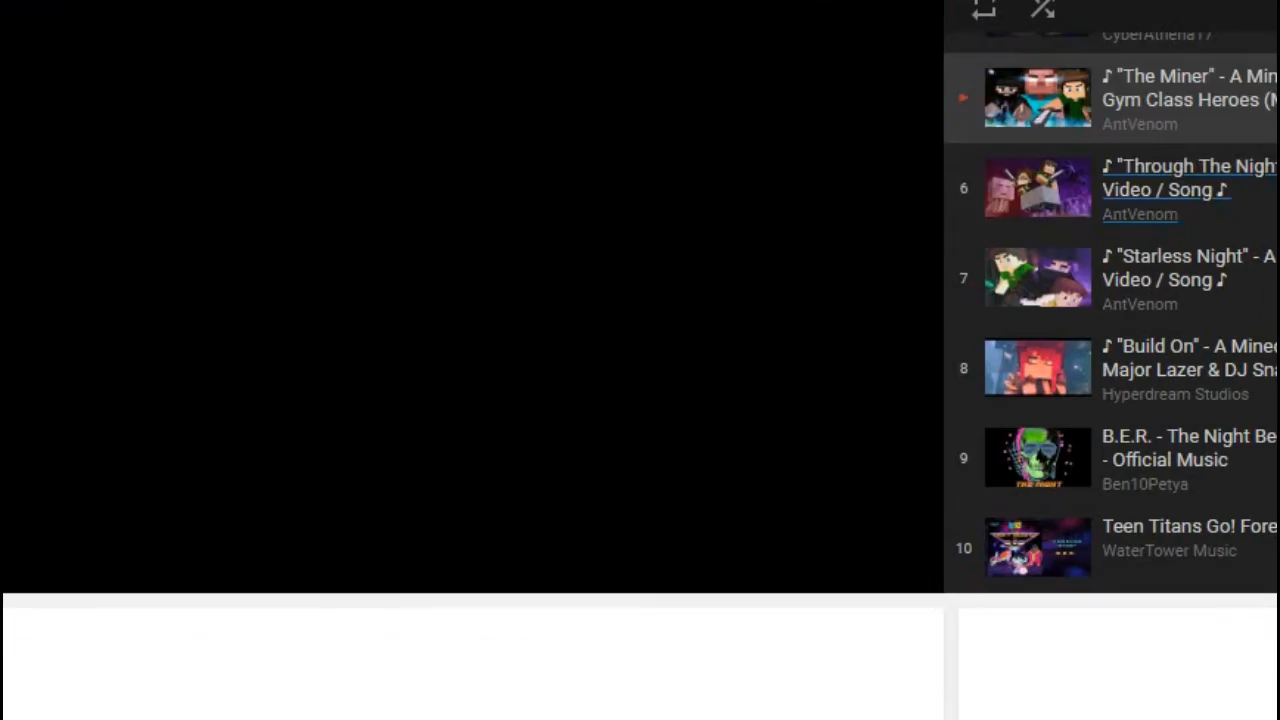 CyberAthena17
♪ "The Miner" - A Min
Gym Class Heroes (
AntVenom
6
♪ "Through The Nigh
Video / Song ♪
AntVenom
7
♪ "Starless Night" - A
Video / Song ♪
AntVenom
8
♪ "Build On" - A Mine
Major Lazer & DJ Sn
Hyperdream Studios
9
B.E.R. - The Night Be
- Official Music
Ben10Petya
THE NIGHT
10
Teen Titans Go! Fore
WaterTower Music